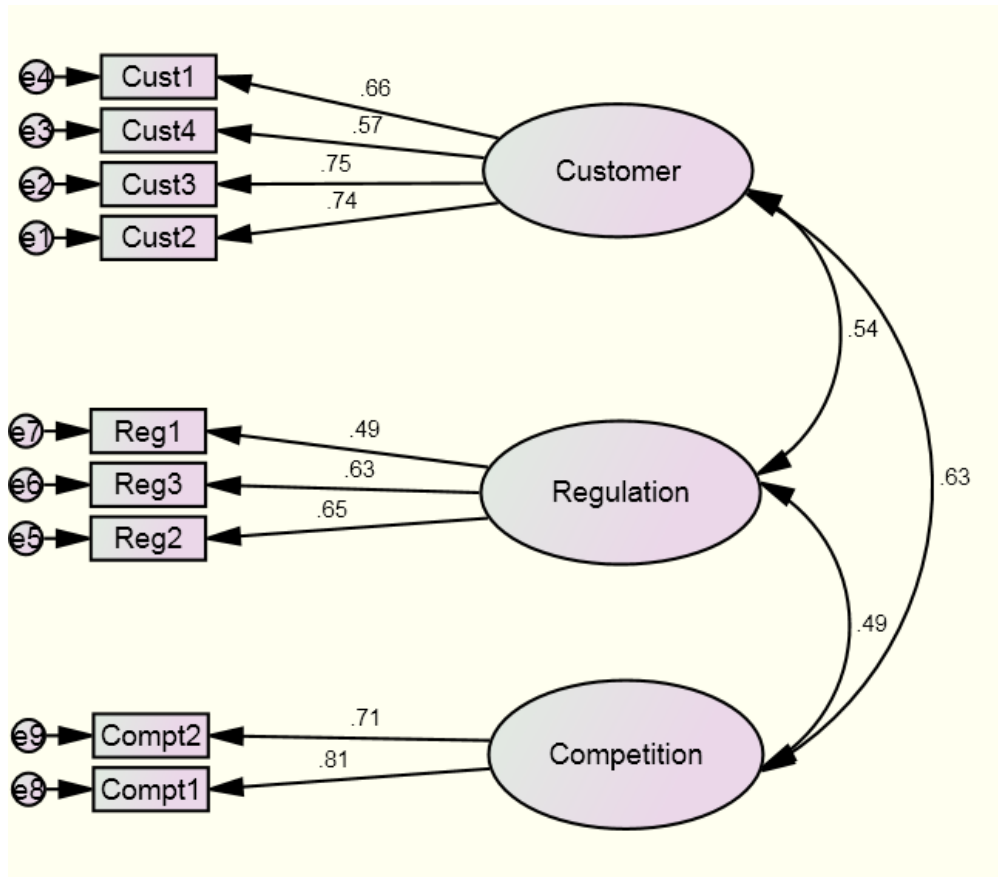 e4 Cust1
.66
e3 Cust4
.57
e2 Cust3
.75
e1 Cust2
.74
Customer
.54
.63
e7 Reg1
.49
e6 Reg3
.63
e5 Reg2
.65
Regulation
.49
e9 Compt2
.71
e8 Compt1
.81
Competition